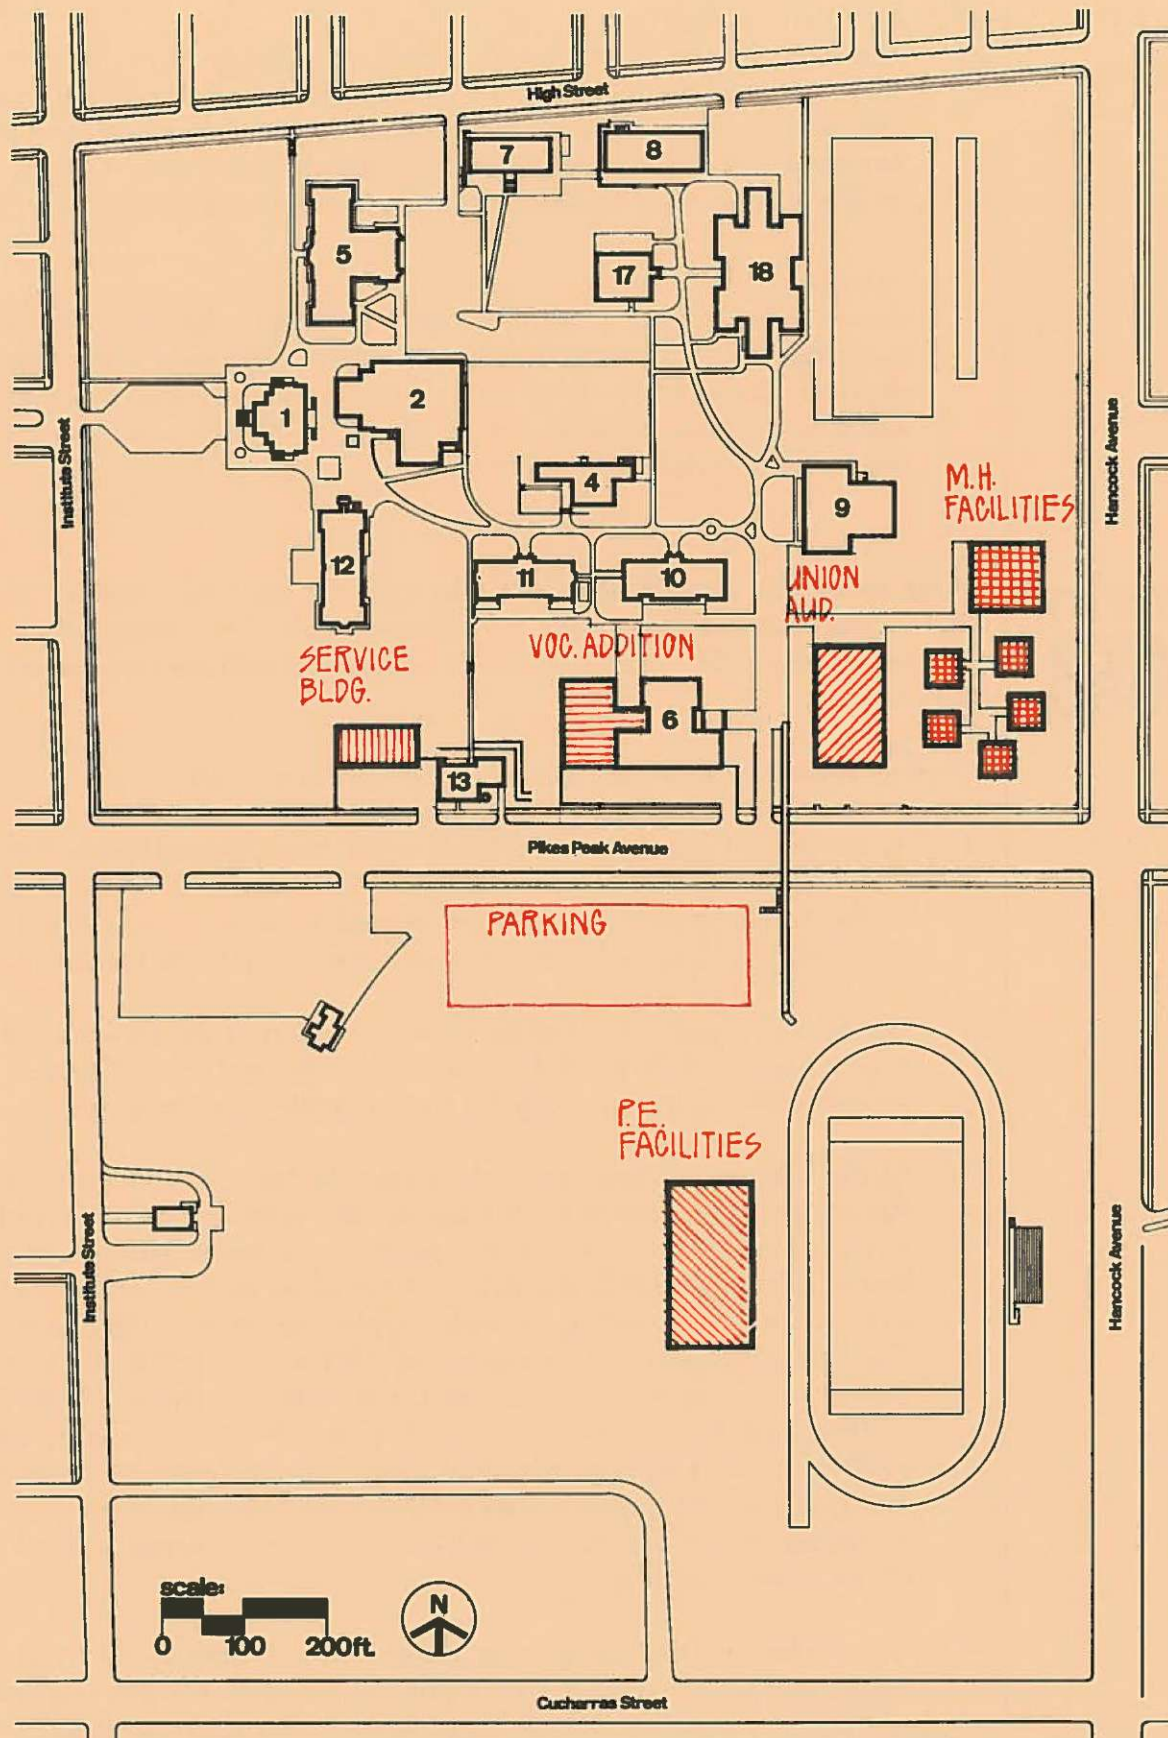 High Street
7
8
5
17
18
2
1
Institute Street
Hancock Avenue
4
M.H.
FACILITIES
9
12
11
10
UNION
AUD.
SERVICE
BLDG.
VOC. ADDITION
6
13
Pikes Peak Avenue
PARKING
P.E.
FACILITIES
Institute Street
Hancock Avenue
scale:
0 100 200ft.
N
Cucharras Street